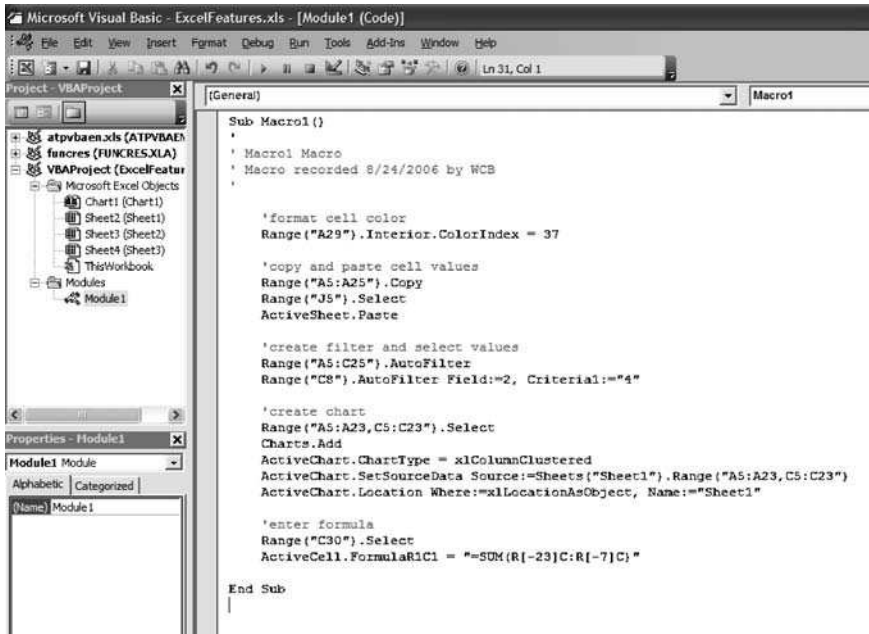 Microsoft Visual Basic - ExcelFeatures.xls - [Module1 (Code)]
File Edit View Insert Format Debug Run Tools Add-Ins Window Help
Ln 31, Col 1
Project - VBAProject
(General)
Macro1
atpvbaen.xls (ATPVBAEN
funcres (FUNCRES.XLA)
VBAProject (ExcelFeatur
Microsoft Excel Objects
Chart1 (Chart1)
Sheet2 (Sheet1)
Sheet3 (Sheet2)
Sheet4 (Sheet3)
ThisWorkbook
Modules
Module1
Properties - Module1
Module1 Module
Alphabetic Categorized
(Name) Module1
Sub Macro1()
'
' Macro1 Macro
' Macro recorded 8/24/2006 by WCB
'
'format cell color
Range("A29").Interior.ColorIndex = 37
'copy and paste cell values
Range("A5:A25").Copy
Range("J5").Select
ActiveSheet.Paste
'create filter and select values
Range("A5:C25").AutoFilter
Range("C8").AutoFilter Field:=2, Criteria1:="4"
'create chart
Range("A5:A23,C5:C23").Select
Charts.Add
ActiveChart.ChartType = xlColumnClustered
ActiveChart.SetSourceData Source:=Sheets("Sheet1").Range("A5:A23,C5:C23")
ActiveChart.Location Where:=xlLocationAsObject, Name:="Sheet1"
'enter formula
Range("C30").Select
ActiveCell.FormulaR1C1 = "=SUM(R[-23]C:R[-7]C)"
End Sub